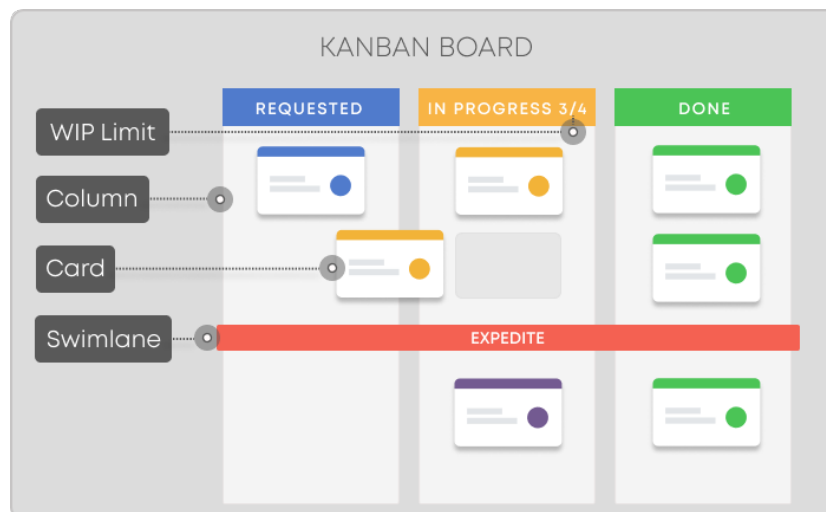 KANBAN BOARD
REQUESTED
IN PROGRESS 3/4
DONE
WIP Limit
Column
Card
Swimlane
EXPEDITE